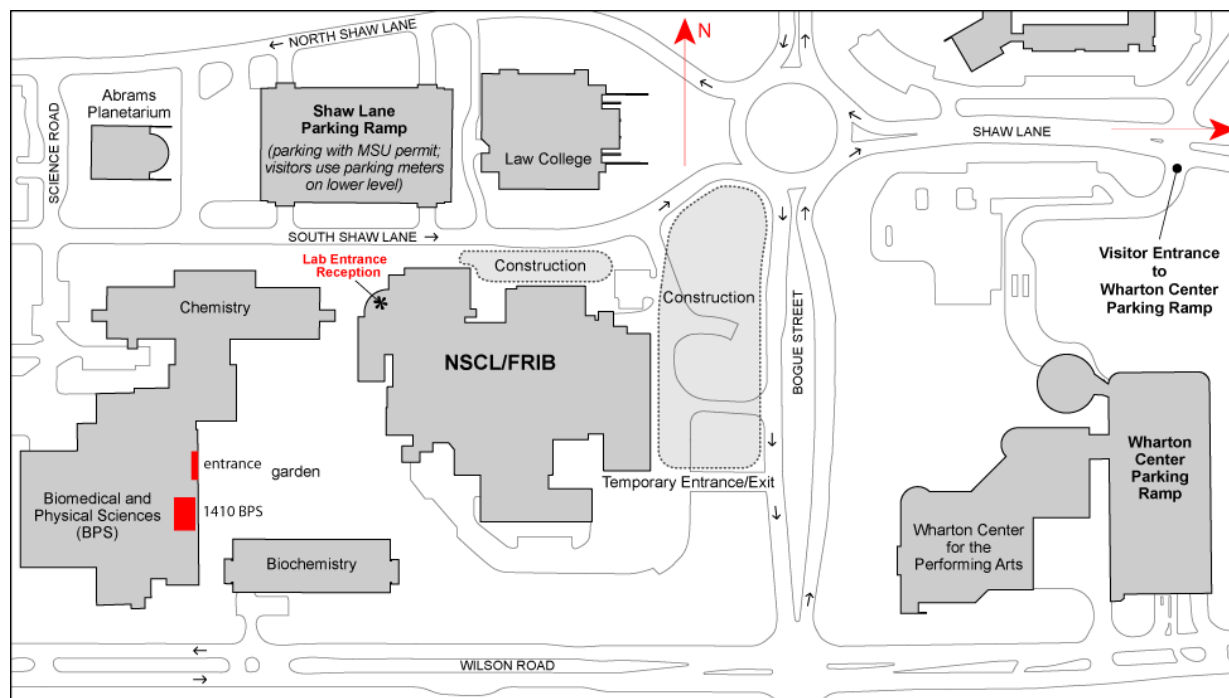 NORTH SHAW LANE
N
Abrams
Planetarium
SCIENCE ROAD
Shaw Lane
Parking Ramp
(parking with MSU permit;
visitors use parking meters
on lower level)
Law College
SHAW LANE
SOUTH SHAW LANE
Lab Entrance
Reception
*
Construction
Construction
Visitor Entrance
to
Wharton Center
Parking Ramp
Chemistry
NSCL/FRIB
BOGUE STREET
entrance
garden
Temporary Entrance/Exit
Wharton
Center
Parking
Ramp
Biomedical and
Physical Sciences
(BPS)
1410 BPS
Biochemistry
Wharton Center
for the
Performing Arts
WILSON ROAD